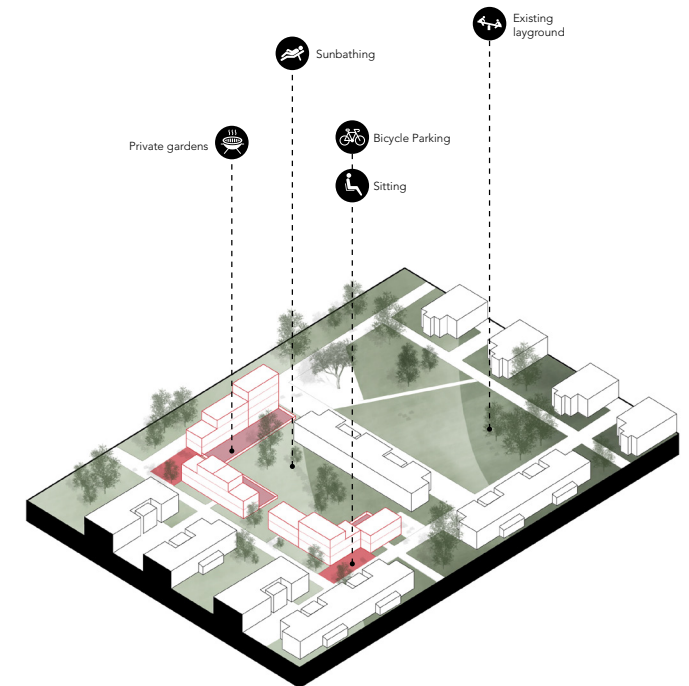 Existing
layground
Sunbathing
Private gardens
Bicycle Parking
Sitting